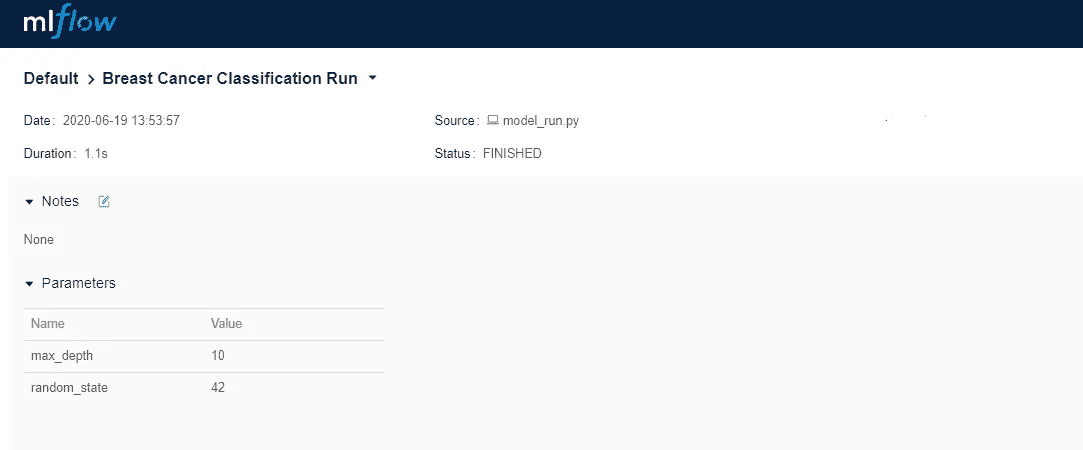 mlflow
Default > Breast Cancer Classification Run
Date: 2020-06-19 13:53:57 Source: model_run.py
Duration: 1.1s Status: FINISHED
Notes
None
Parameters
Name Value
max_depth 10
random_state 42